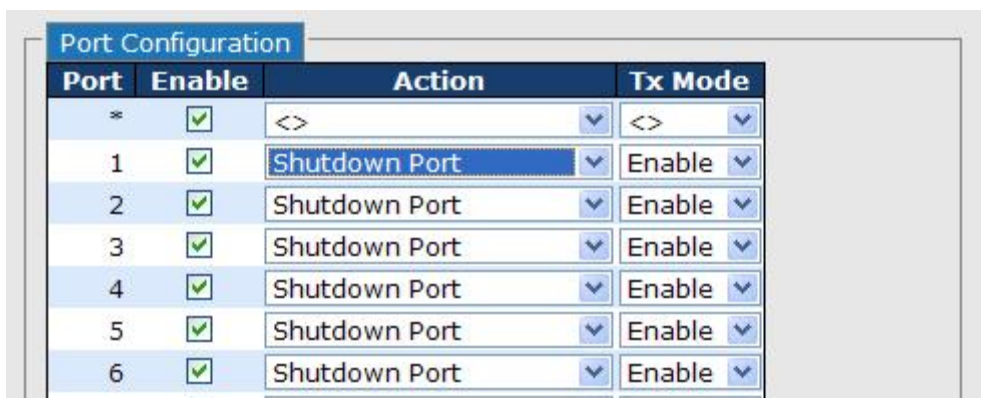 Port Configuration
Port Enable Action Tx Mode
* <> <>
1 Shutdown Port Enable
2 Shutdown Port Enable
3 Shutdown Port Enable
4 Shutdown Port Enable
5 Shutdown Port Enable
6 Shutdown Port Enable